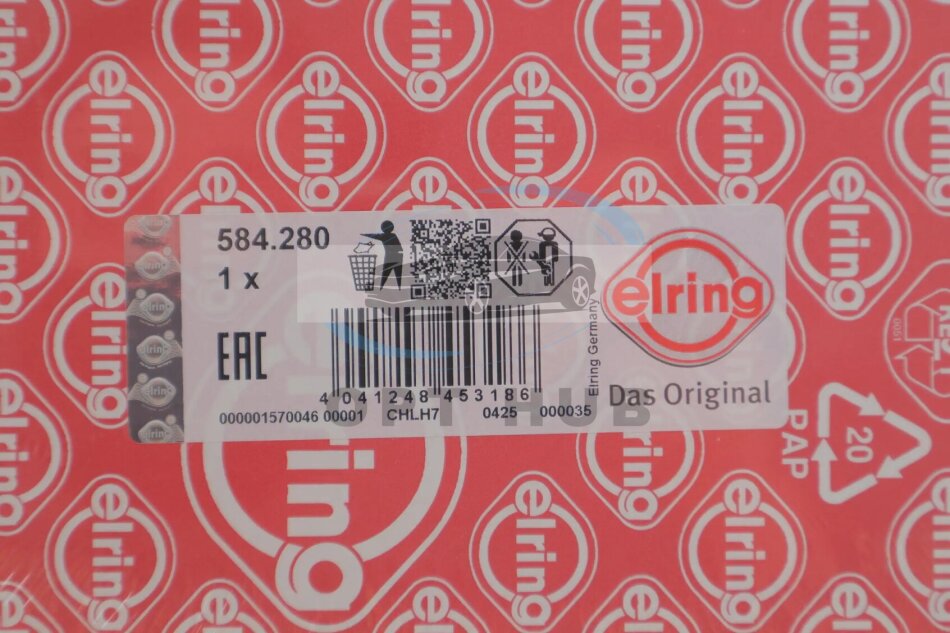 584.280
1 x
EAC
4 041248 453186
000001570046 00001 CHLH7 0425 000035
Elring Germany
elring
Das Original
20
PAP